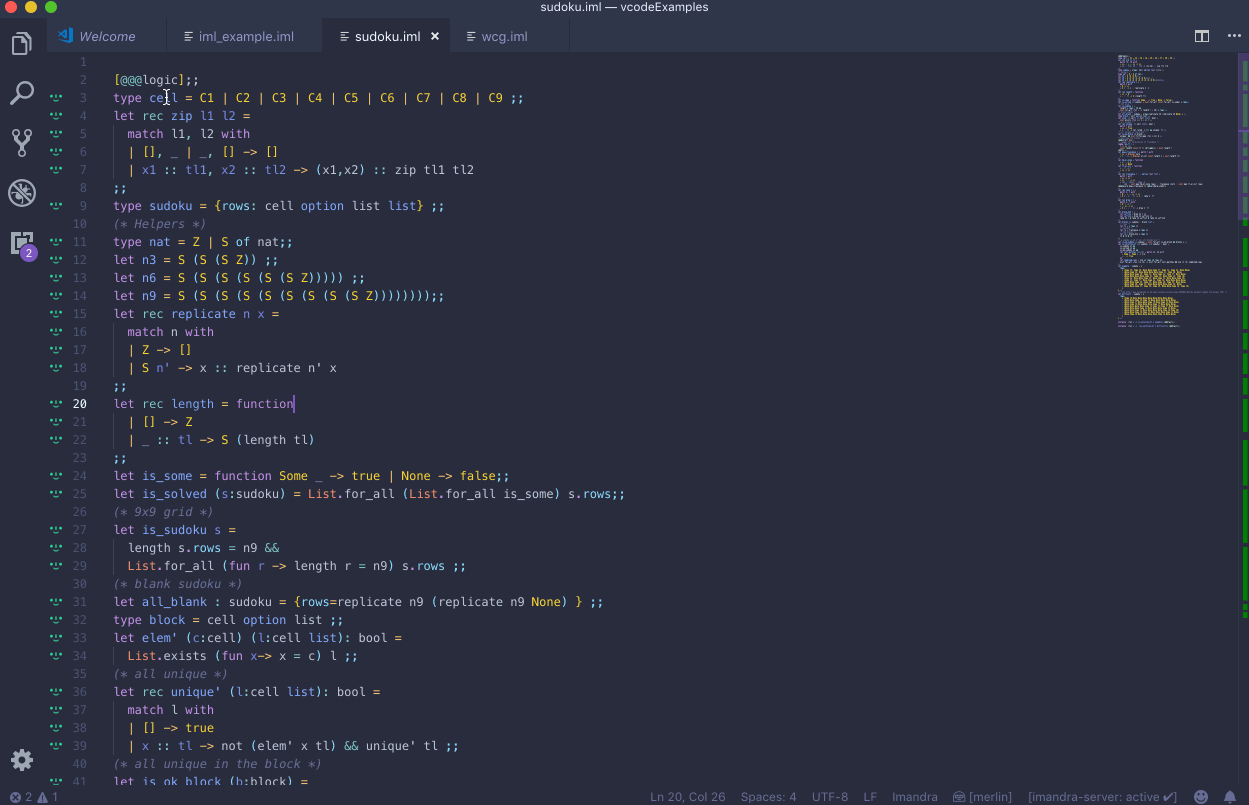 sudoku.iml — vcodeExamples
Welcome
iml_example.iml
sudoku.iml ×
wcg.iml
1
2 [@@@logic];;
3 type cell = C1 | C2 | C3 | C4 | C5 | C6 | C7 | C8 | C9 ;;
4 let rec zip l1 l2 =
5 match l1, l2 with
6 | [], _ | _, [] -> []
7 | x1 :: tl1, x2 :: tl2 -> (x1,x2) :: zip tl1 tl2
8 ;;
9 type sudoku = {rows: cell option list list} ;;
10 (* Helpers *)
11 type nat = Z | S of nat;;
12 let n3 = S (S (S Z)) ;;
13 let n6 = S (S (S (S (S (S Z))))) ;;
14 let n9 = S (S (S (S (S (S (S (S (S Z))))))));;
15 let rec replicate n x =
16 match n with
17 | Z -> []
18 | S n' -> x :: replicate n' x
19 ;;
20 let rec length = function
21 | [] -> Z
22 | _ :: tl -> S (length tl)
23 ;;
24 let is_some = function Some _ -> true | None -> false;;
25 let is_solved (s:sudoku) = List.for_all (List.for_all is_some) s.rows;;
26 (* 9x9 grid *)
27 let is_sudoku s =
28 length s.rows = n9 &&
29 List.for_all (fun r -> length r = n9) s.rows ;;
30 (* blank sudoku *)
31 let all_blank : sudoku = {rows=replicate n9 (replicate n9 None) } ;;
32 type block = cell option list ;;
33 let elem' (c:cell) (l:cell list): bool =
34 List.exists (fun x-> x = c) l ;;
35 (* all unique *)
36 let rec unique' (l:cell list): bool =
37 match l with
38 | [] -> true
39 | x :: tl -> not (elem' x tl) && unique' tl ;;
40 (* all unique in the block *)
41 let is_ok_block (b:block) =
2
2 1
Ln 20, Col 26
Spaces: 4
UTF-8
LF
Imandra
[merlin]
[imandra-server: active ✔]